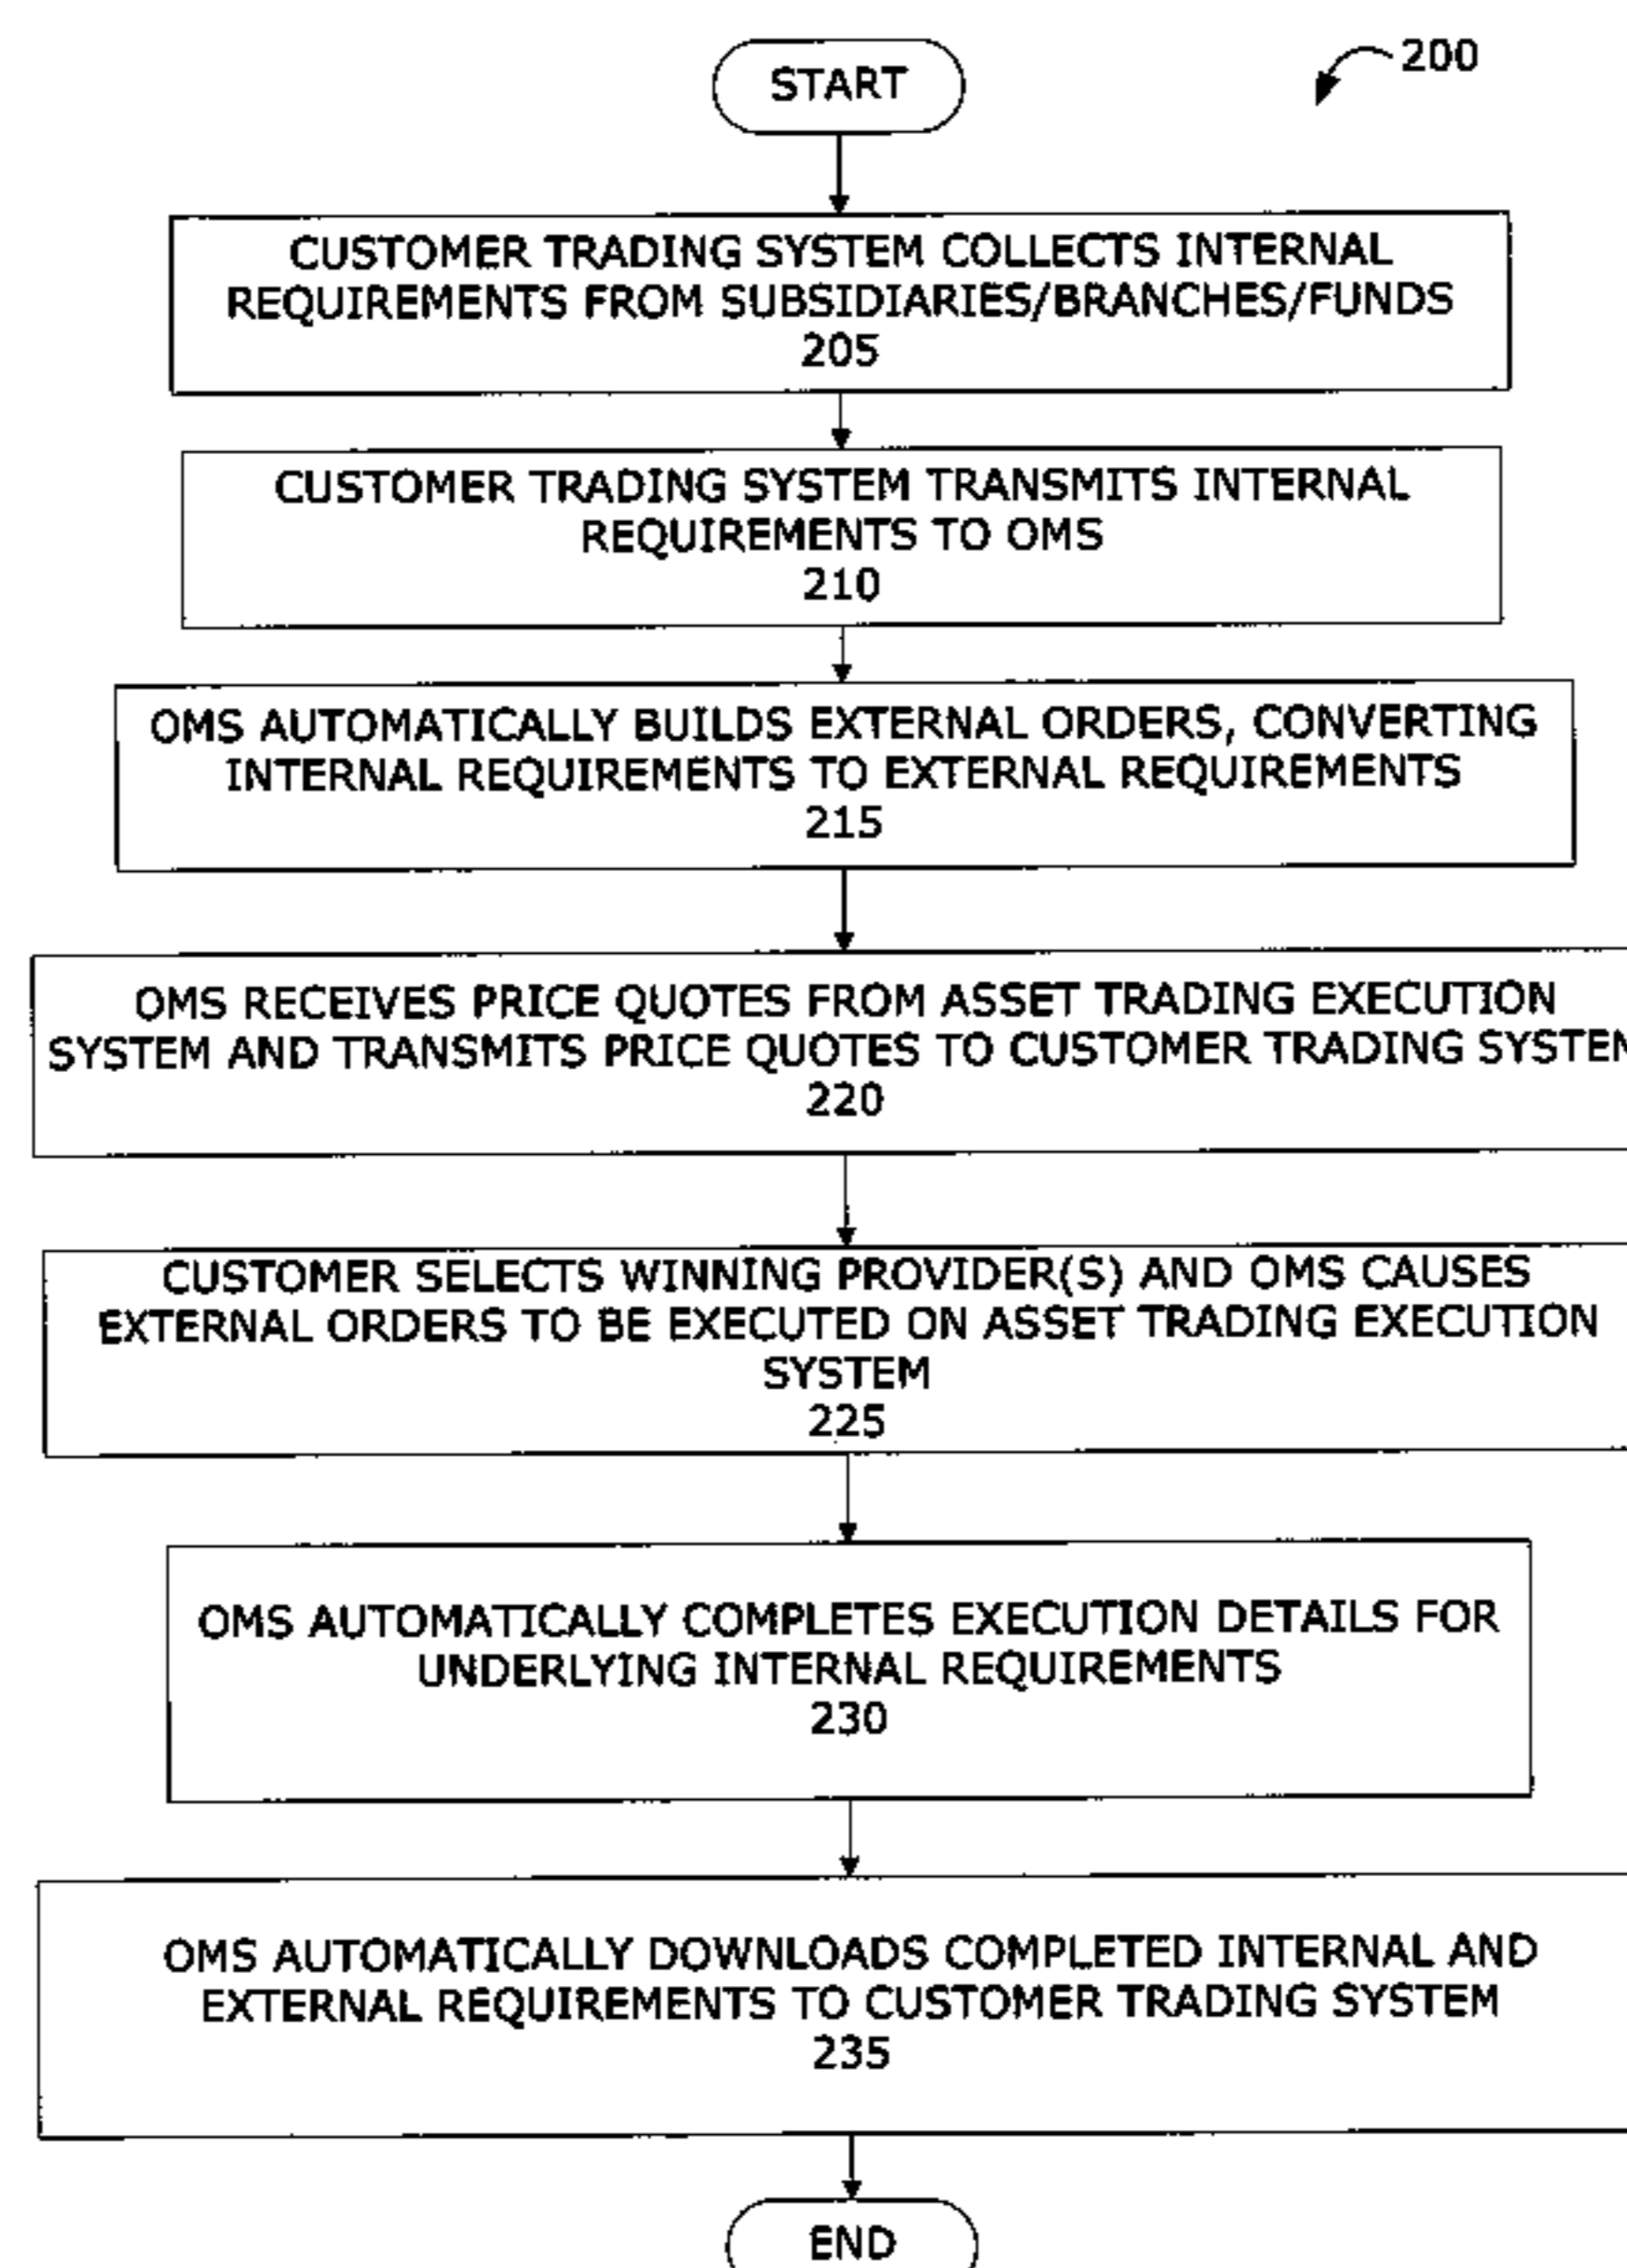 START
200
CUSTOMER TRADING SYSTEM COLLECTS INTERNAL
REQUIREMENTS FROM SUBSIDIARIES/BRANCHES/FUNDS
205
CUSTOMER TRADING SYSTEM TRANSMITS INTERNAL
REQUIREMENTS TO OMS
210
OMS AUTOMATICALLY BUILDS EXTERNAL ORDERS, CONVERTING
INTERNAL REQUIREMENTS TO EXTERNAL REQUIREMENTS
215
OMS RECEIVES PRICE QUOTES FROM ASSET TRADING EXECUTION
SYSTEM AND TRANSMITS PRICE QUOTES TO CUSTOMER TRADING SYSTEM
220
CUSTOMER SELECTS WINNING PROVIDER(S) AND OMS CAUSES
EXTERNAL ORDERS TO BE EXECUTED ON ASSET TRADING EXECUTION
SYSTEM
225
OMS AUTOMATICALLY COMPLETES EXECUTION DETAILS FOR
UNDERLYING INTERNAL REQUIREMENTS
230
OMS AUTOMATICALLY DOWNLOADS COMPLETED INTERNAL AND
EXTERNAL REQUIREMENTS TO CUSTOMER TRADING SYSTEM
235
END